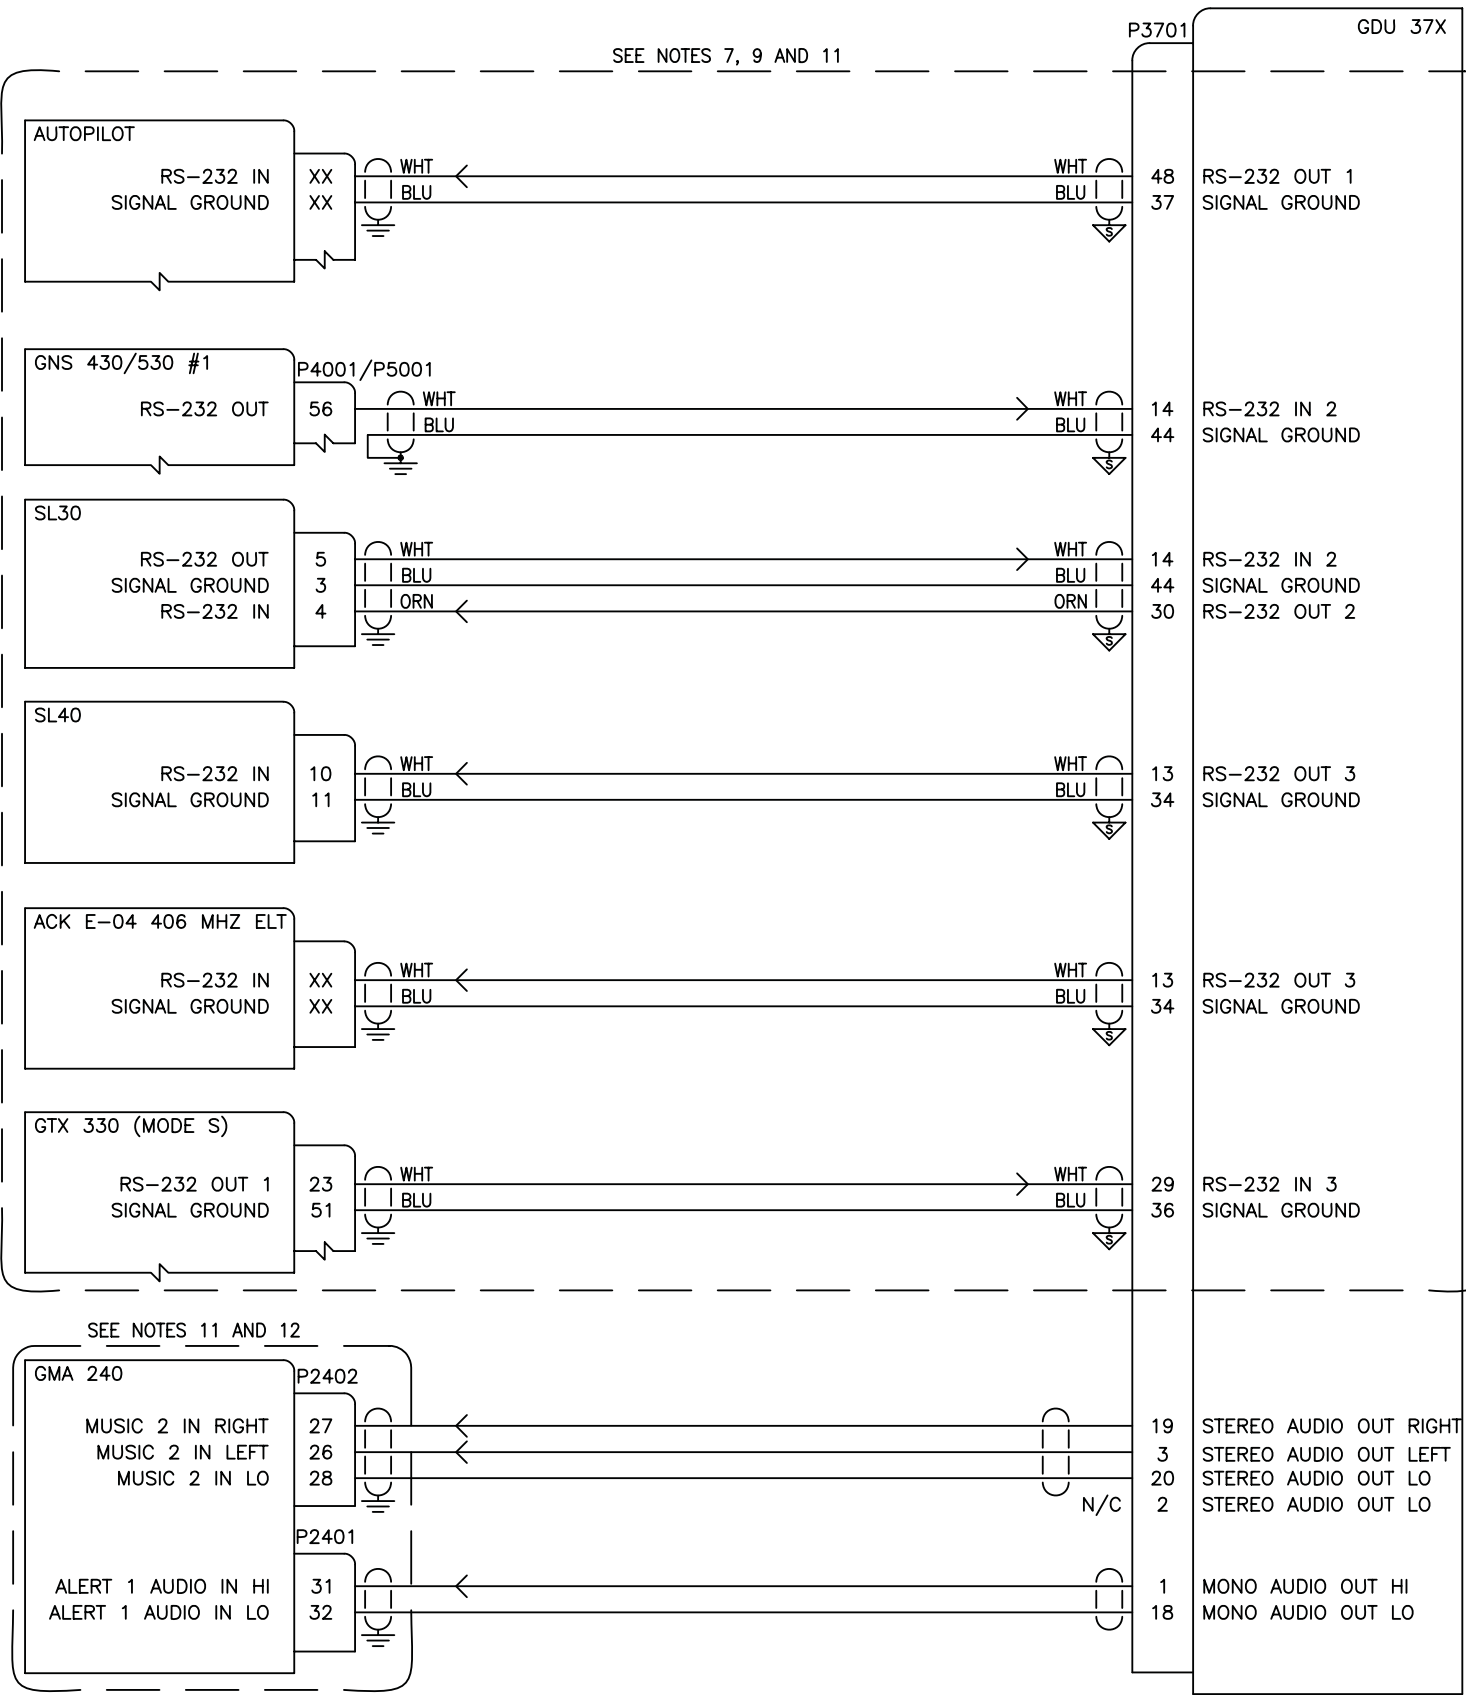 P3701
GDU 37X
SEE NOTES 7, 9 AND 11
AUTOPILOT
RS-232 IN XX WHT WHT 48 RS-232 OUT 1
SIGNAL GROUND XX BLU BLU 37 SIGNAL GROUND
S
GNS 430/530 #1
P4001/P5001
RS-232 OUT 56 WHT WHT 14 RS-232 IN 2
BLU BLU 44 SIGNAL GROUND
S
SL30
RS-232 OUT 5 WHT WHT 14 RS-232 IN 2
SIGNAL GROUND 3 BLU BLU 44 SIGNAL GROUND
RS-232 IN 4 ORN ORN 30 RS-232 OUT 2
S
SL40
RS-232 IN 10 WHT WHT 13 RS-232 OUT 3
SIGNAL GROUND 11 BLU BLU 34 SIGNAL GROUND
S
ACK E-04 406 MHZ ELT
RS-232 IN XX WHT WHT 13 RS-232 OUT 3
SIGNAL GROUND XX BLU BLU 34 SIGNAL GROUND
S
GTX 330 (MODE S)
RS-232 OUT 1 23 WHT WHT 29 RS-232 IN 3
SIGNAL GROUND 51 BLU BLU 36 SIGNAL GROUND
S
SEE NOTES 11 AND 12
GMA 240
P2402
MUSIC 2 IN RIGHT 27 19 STEREO AUDIO OUT RIGHT
MUSIC 2 IN LEFT 26 3 STEREO AUDIO OUT LEFT
MUSIC 2 IN LO 28 20 STEREO AUDIO OUT LO
N/C 2 STEREO AUDIO OUT LO
P2401
ALERT 1 AUDIO IN HI 31 1 MONO AUDIO OUT HI
ALERT 1 AUDIO IN LO 32 18 MONO AUDIO OUT LO